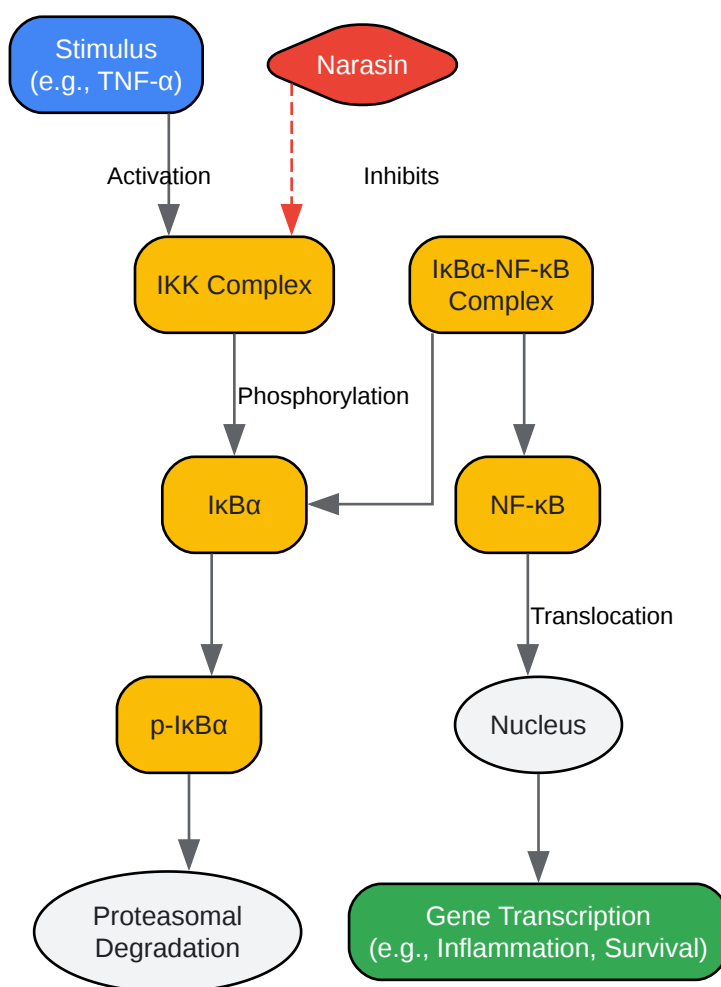 Stimulus
(e.g., TNF-α)
Narasin
Activation
Inhibits
IKK Complex
IκBα-NF-κB
Complex
Phosphorylation
IκBα
NF-κB
Translocation
p-IκBα
Nucleus
Proteasomal
Degradation
Gene Transcription
(e.g., Inflammation, Survival)